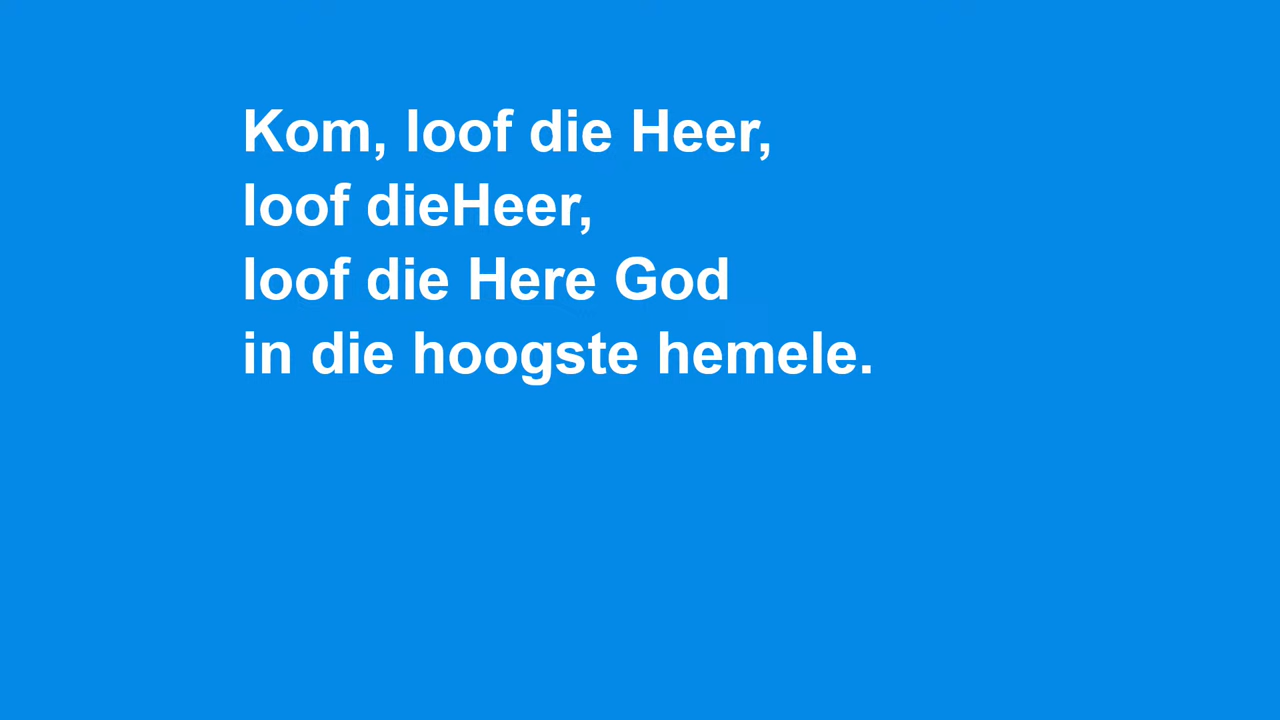 Kom, loof die Heer,
loof dieHeer,
loof die Here God
in die hoogste hemele.